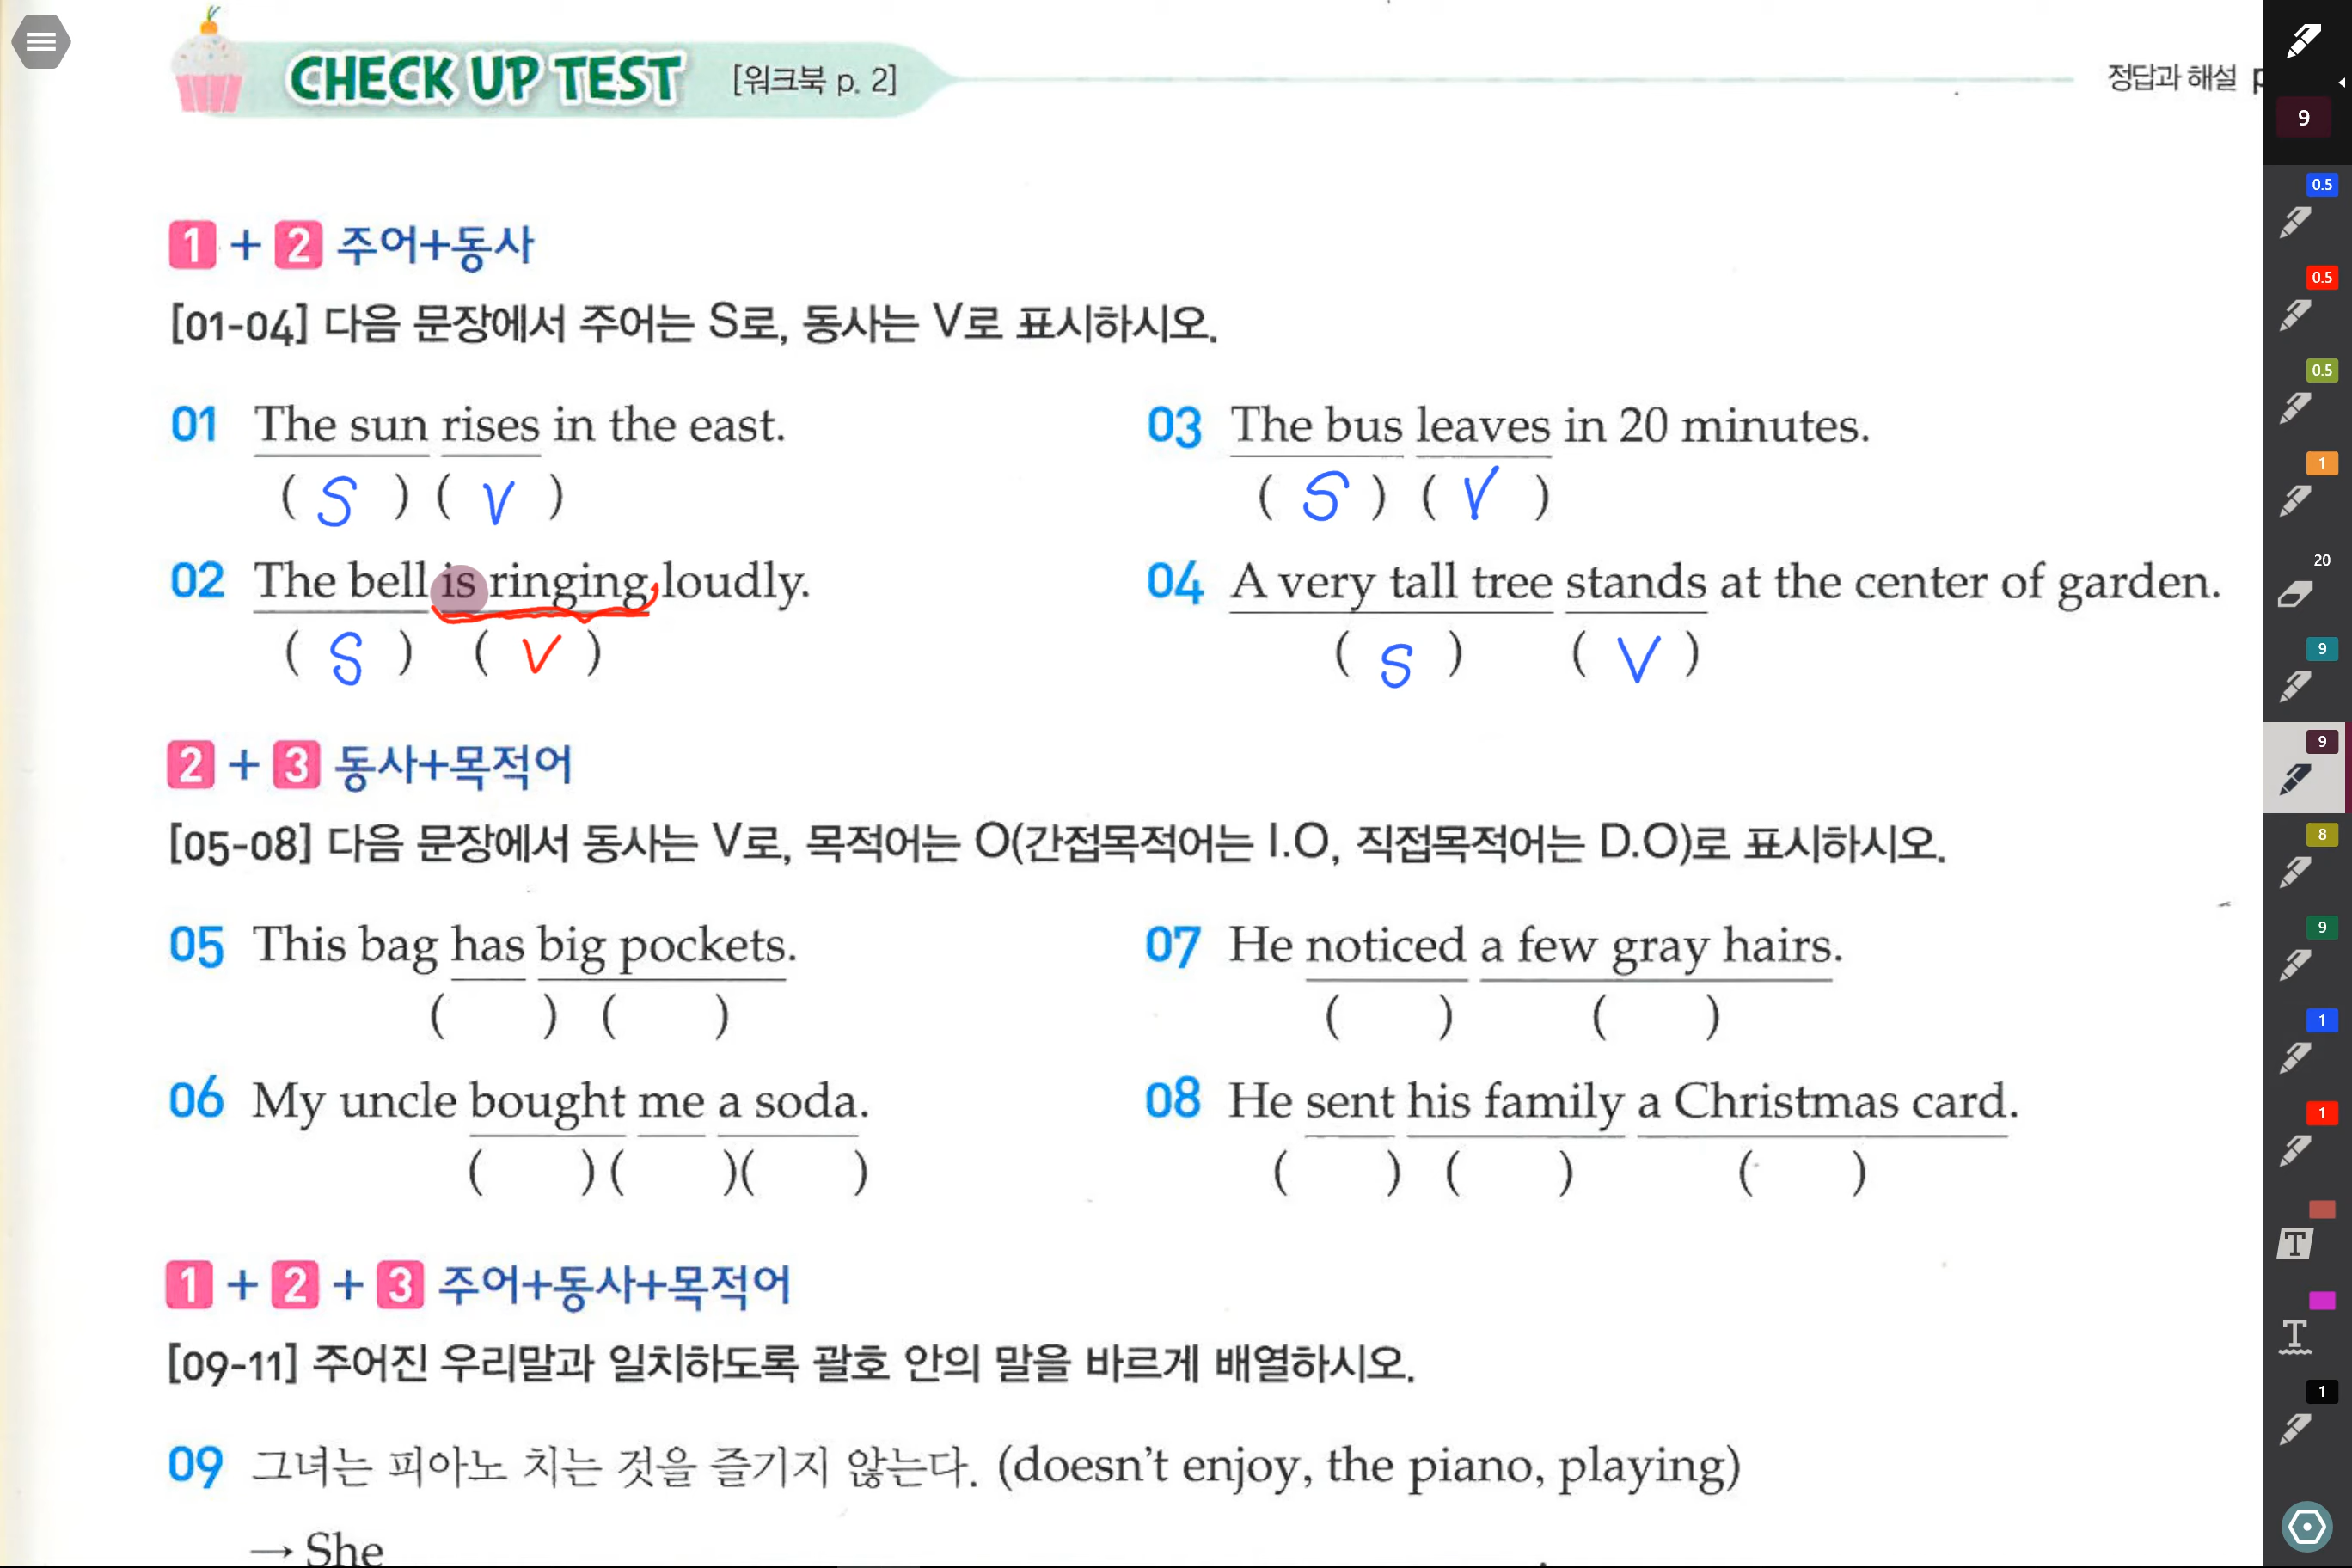 CHECK UP TEST [워크북 p. 2] 정답과 해설
1 + 2 주어+동사
[01-04] 다음 문장에서 주어는 S로, 동사는 V로 표시하시오.
01 The sun rises in the east.
( S ) ( V )
02 The bell is ringing, loudly.
( S ) ( V )
03 The bus leaves in 20 minutes.
( S ) ( V )
04 A very tall tree stands at the center of garden.
( S ) ( V )
2 + 3 동사+목적어
[05-08] 다음 문장에서 동사는 V로, 목적어는 O(간접목적어는 I.O, 직접목적어는 D.O)로 표시하시오.
05 This bag has big pockets.
( ) ( )
06 My uncle bought me a soda.
( ) ( ) ( )
07 He noticed a few gray hairs.
( ) ( )
08 He sent his family a Christmas card.
( ) ( ) ( )
1 + 2 + 3 주어+동사+목적어
[09-11] 주어진 우리말과 일치하도록 괄호 안의 말을 바르게 배열하시오.
09 그녀는 피아노 치는 것을 즐기지 않는다. (doesn't enjoy, the piano, playing)
→ She
9
0.5
0.5
0.5
1
20
9
9
8
9
1
1
T
T
1